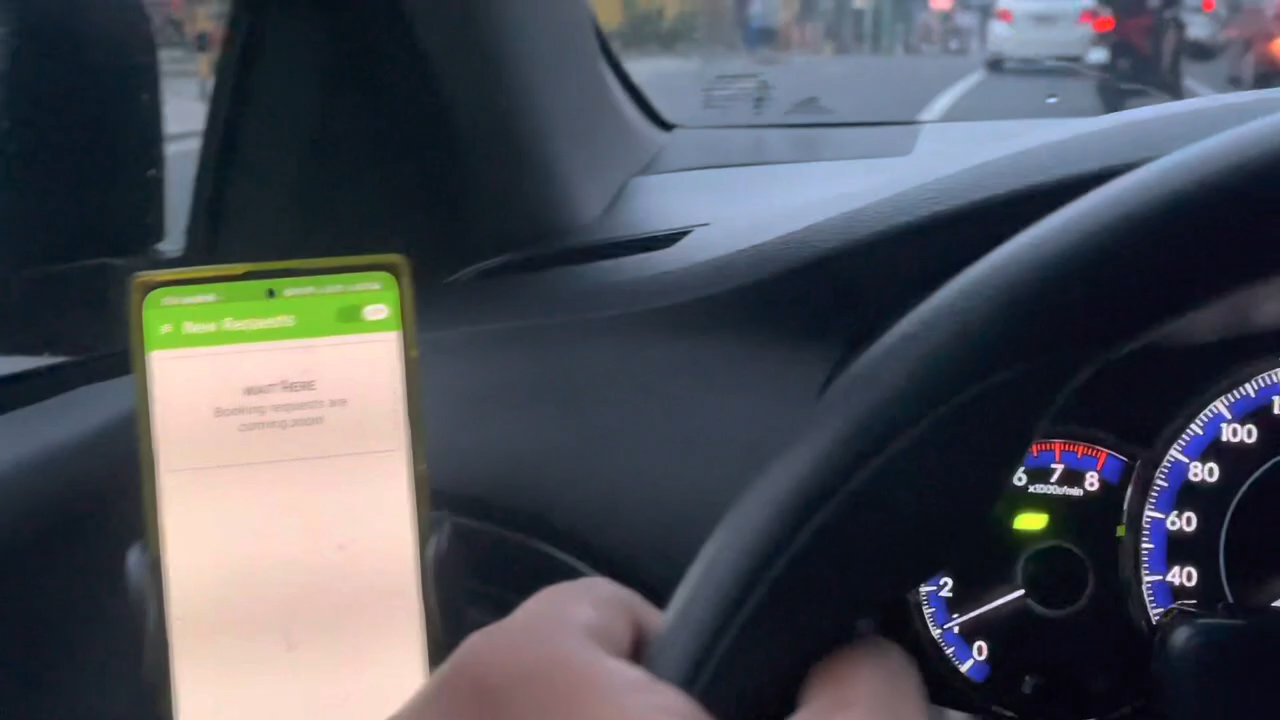 New Requests
WAIT HERE
Booking requests are
coming soon!
6
7
8
x1000r/min
2
1
0
100
80
60
40